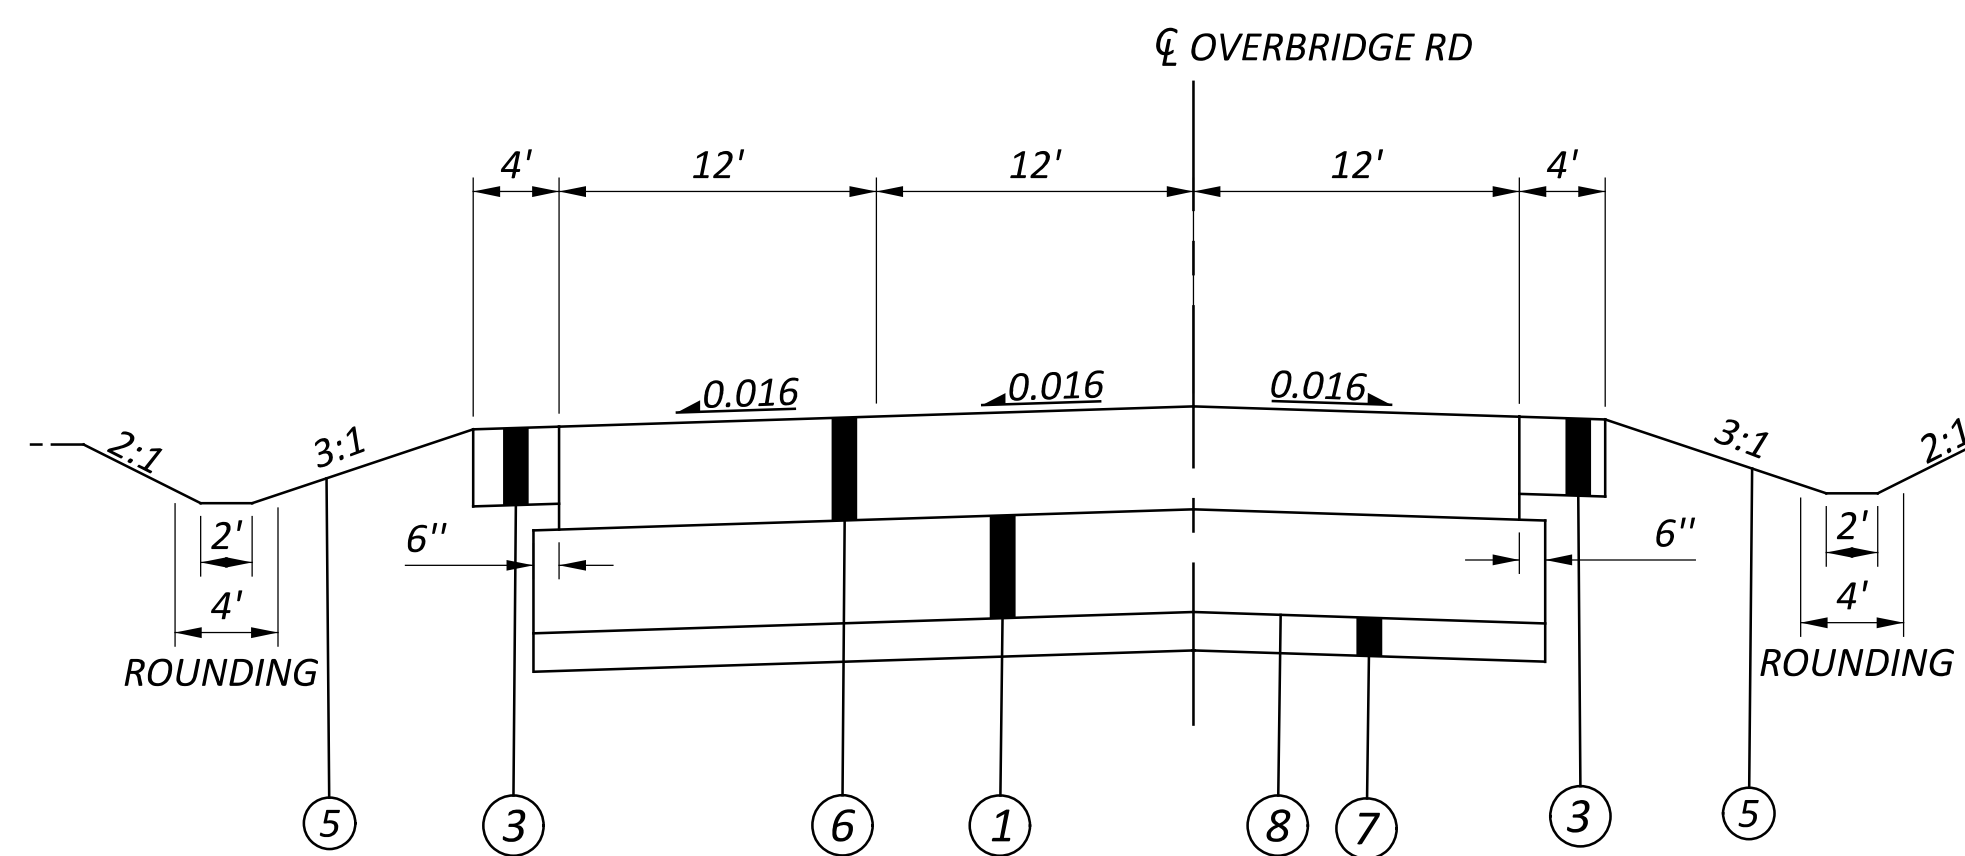 ℄ OVERBRIDGE RD
4' 12' 12' 12' 4'
0.016 0.016 0.016
2:1 3:1 3:1 2:1
6'' 2' 2' 6''
4' 4'
ROUNDING ROUNDING
5 3 6 1 8 7 3 5